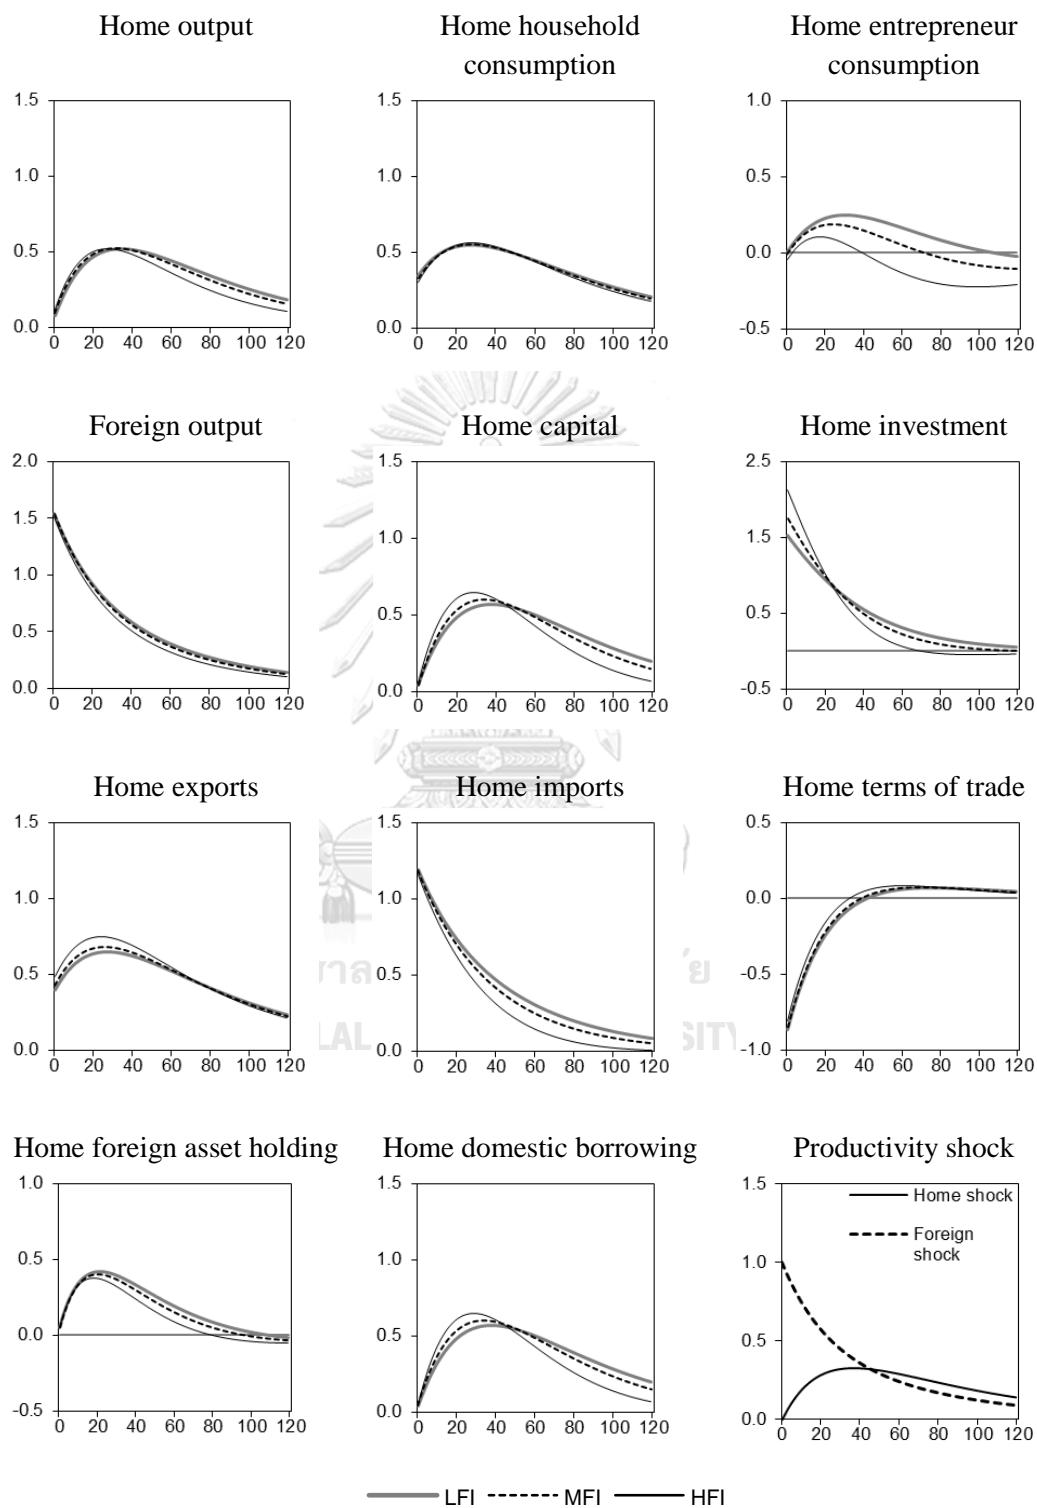 Home output
Home household
consumption
Home entrepreneur
consumption
1.5
1.0
0.5
0.0
0 20 40 60 80 100 120
1.5
1.0
0.5
0.0
0 20 40 60 80 100 120
1.0
0.5
0.0
-0.5
0 20 40 60 80 100 120
Foreign output
Home capital
Home investment
2.0
1.5
1.0
0.5
0.0
0 20 40 60 80 100 120
1.5
1.0
0.5
0.0
0 20 40 60 80 100 120
2.5
1.5
0.5
-0.5
0 20 40 60 80 100 120
Home exports
Home imports
Home terms of trade
1.5
1.0
0.5
0.0
0 20 40 60 80 100 120
1.5
1.0
0.5
0.0
0 20 40 60 80 100 120
0.5
0.0
-0.5
-1.0
0 20 40 60 80 100 120
Home foreign asset holding
Home domestic borrowing
Productivity shock
1.0
0.5
0.0
-0.5
0 20 40 60 80 100 120
1.5
1.0
0.5
0.0
0 20 40 60 80 100 120
1.5
1.0
0.5
0.0
Home shock
Foreign
shock
0 20 40 60 80 100 120
LFI MFI HFI